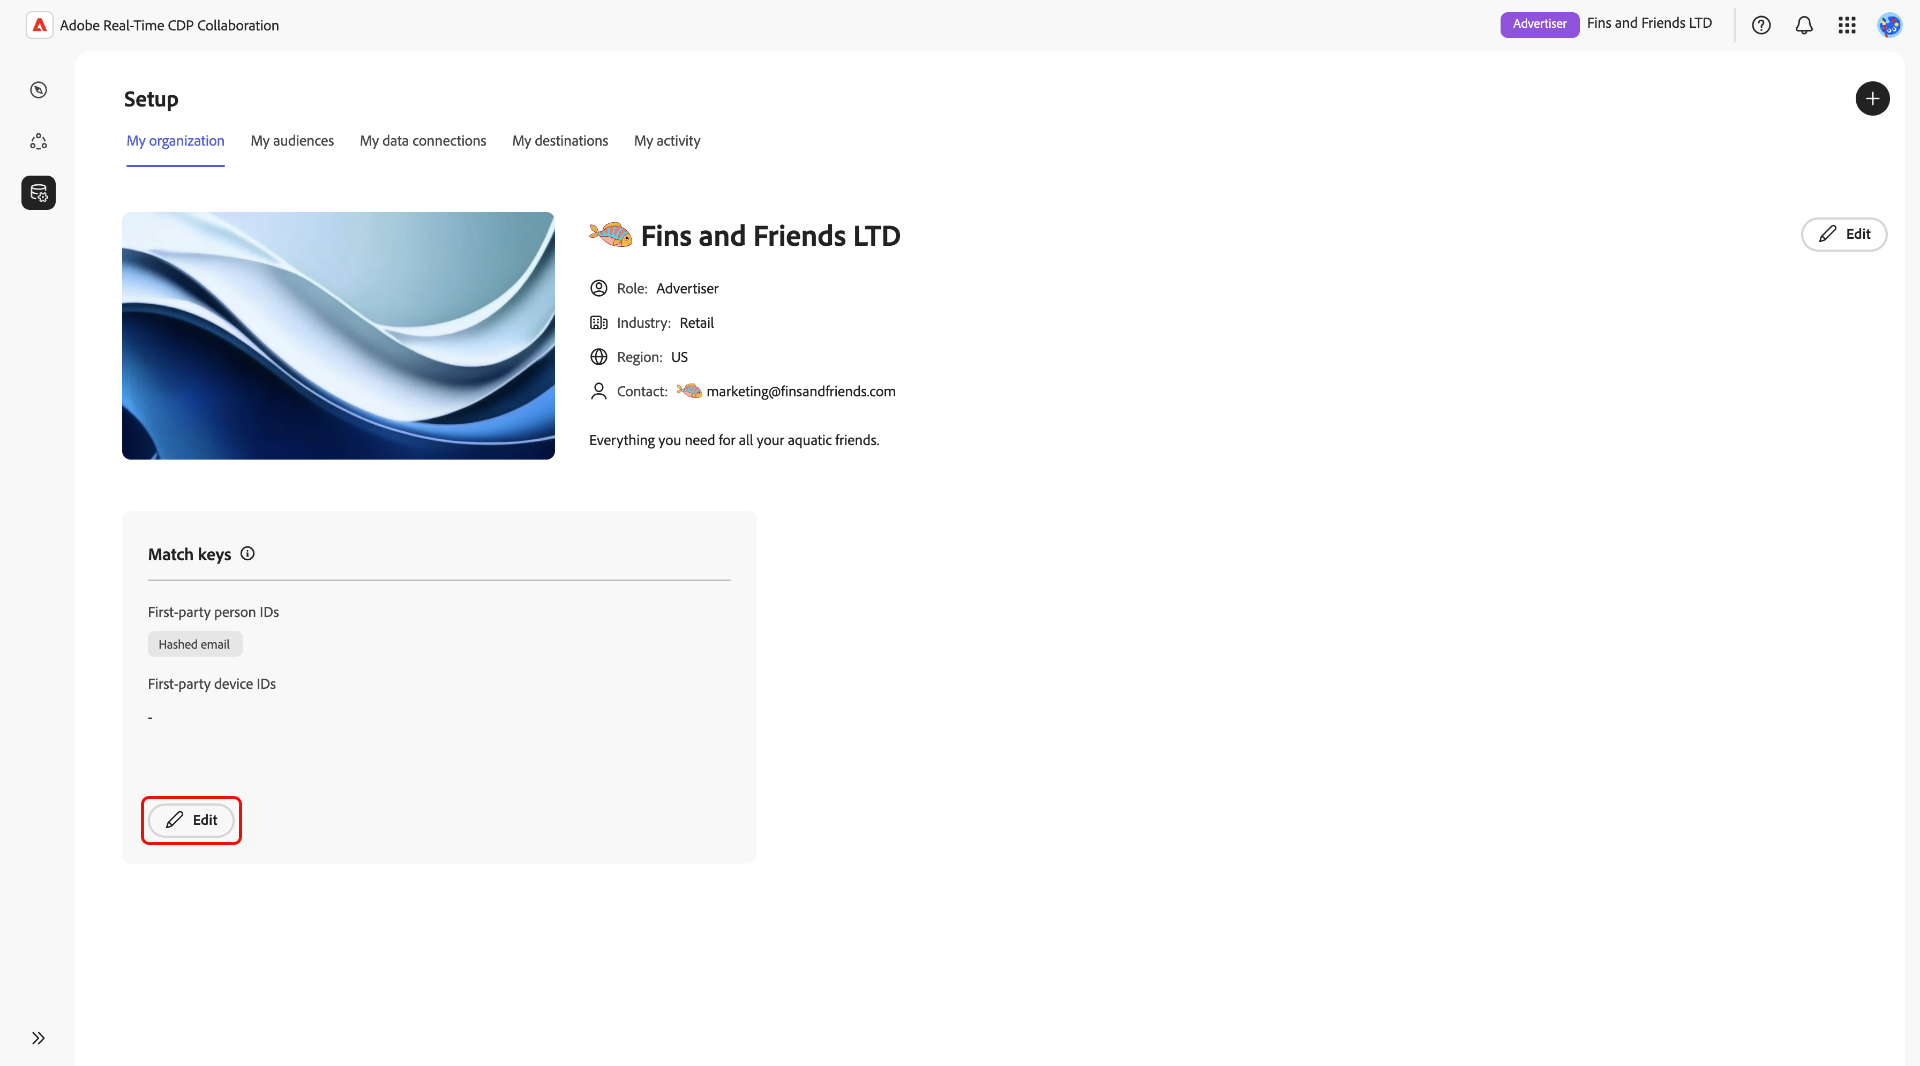 Adobe Real-Time CDP Collaboration
Advertiser
Fins and Friends LTD
Setup
My organization
My audiences
My data connections
My destinations
My activity
Fins and Friends LTD
Edit
Role: Advertiser
Industry: Retail
Region: US
Contact: marketing@finsandfriends.com
Everything you need for all your aquatic friends.
Match keys
First-party person IDs
Hashed email
First-party device IDs
-
Edit